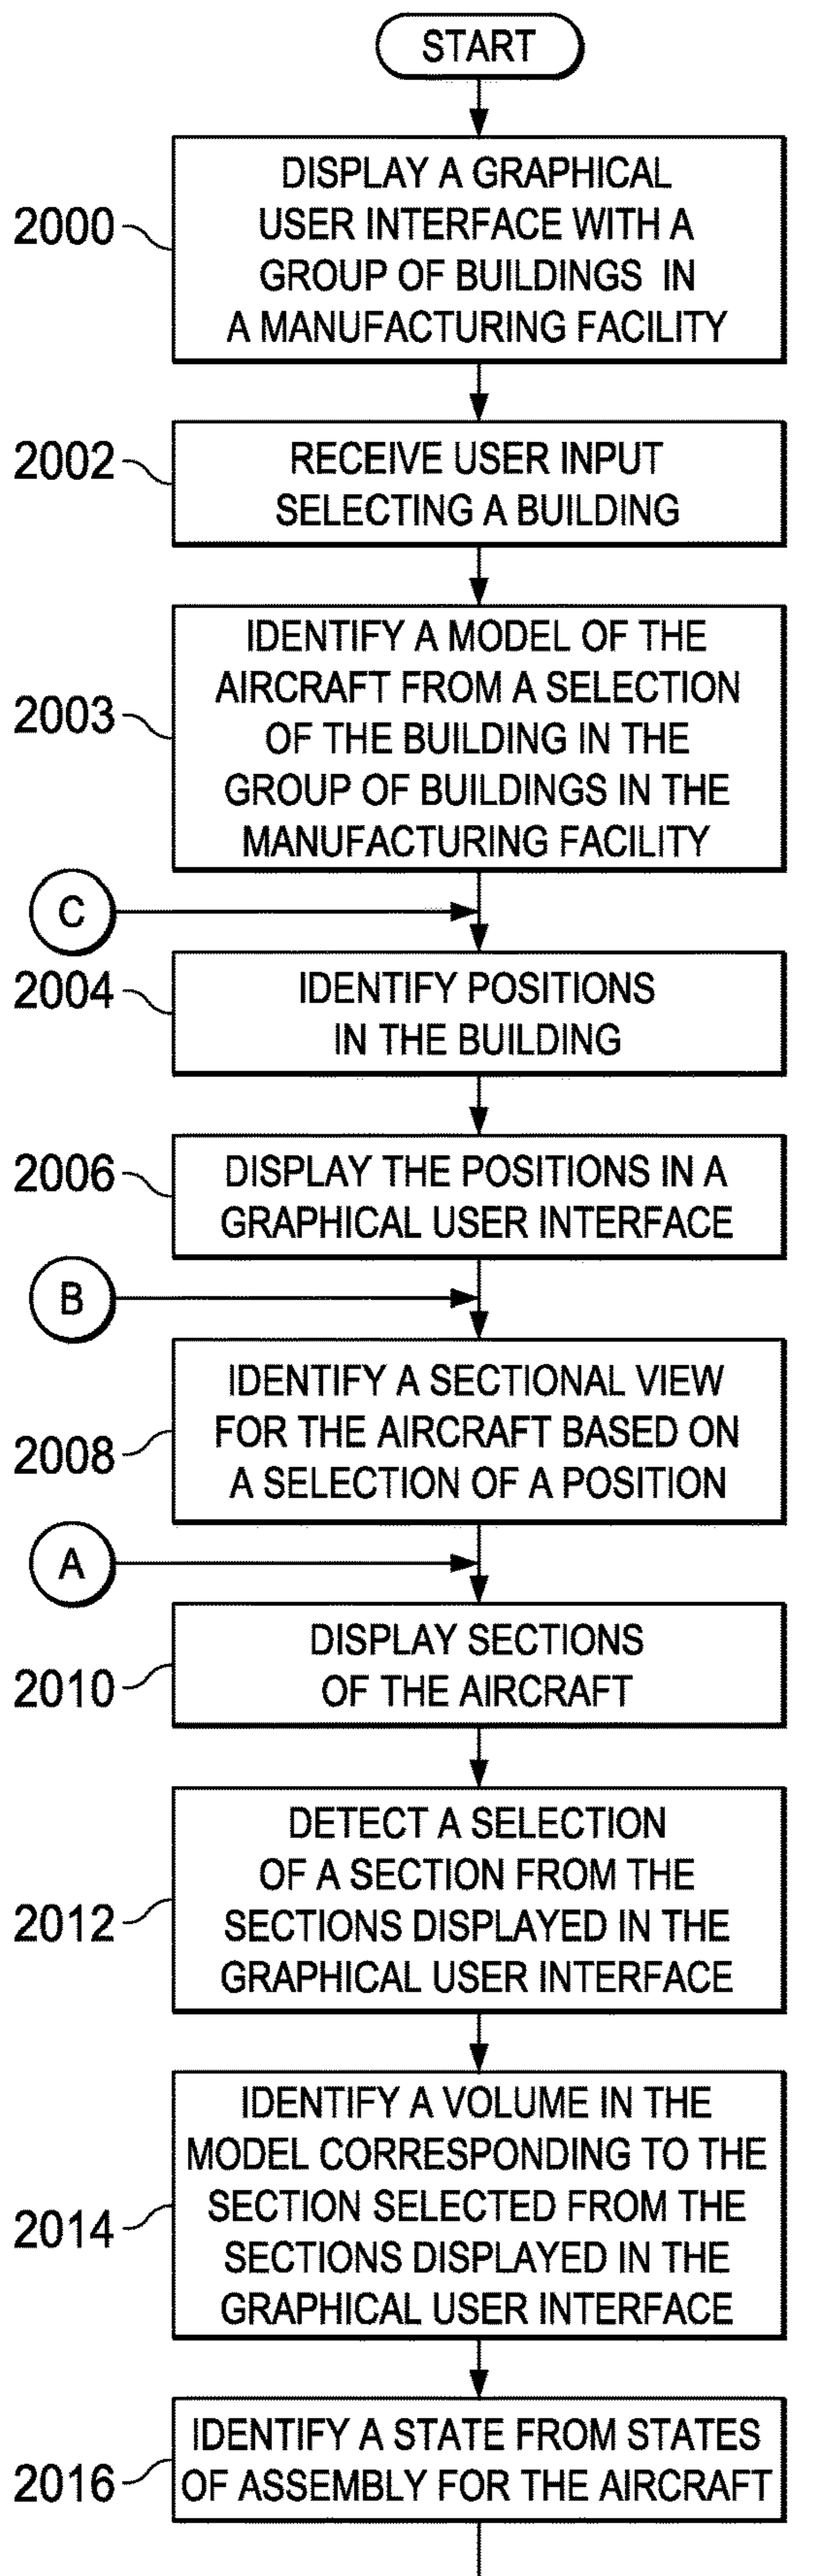 START
2000
DISPLAY A GRAPHICAL
USER INTERFACE WITH A
GROUP OF BUILDINGS IN
A MANUFACTURING FACILITY
2002
RECEIVE USER INPUT
SELECTING A BUILDING
2003
IDENTIFY A MODEL OF THE
AIRCRAFT FROM A SELECTION
OF THE BUILDING IN THE
GROUP OF BUILDINGS IN THE
MANUFACTURING FACILITY
C
2004
IDENTIFY POSITIONS
IN THE BUILDING
2006
DISPLAY THE POSITIONS IN A
GRAPHICAL USER INTERFACE
B
2008
IDENTIFY A SECTIONAL VIEW
FOR THE AIRCRAFT BASED ON
A SELECTION OF A POSITION
A
2010
DISPLAY SECTIONS
OF THE AIRCRAFT
2012
DETECT A SELECTION
OF A SECTION FROM THE
SECTIONS DISPLAYED IN THE
GRAPHICAL USER INTERFACE
2014
IDENTIFY A VOLUME IN THE
MODEL CORRESPONDING TO THE
SECTION SELECTED FROM THE
SECTIONS DISPLAYED IN THE
GRAPHICAL USER INTERFACE
2016
IDENTIFY A STATE FROM STATES
OF ASSEMBLY FOR THE AIRCRAFT